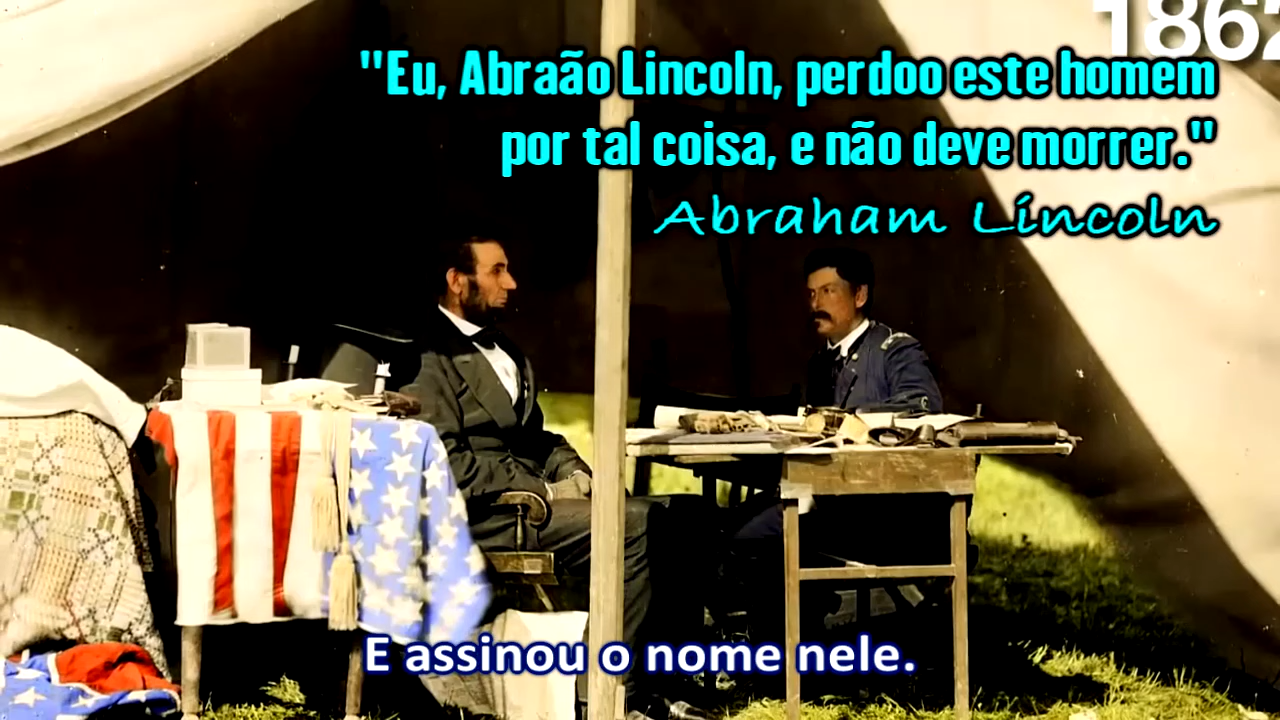 1862
"Eu, Abraão Lincoln, perdoo este homem
por tal coisa, e não deve morrer."
Abraham Lincoln
E assinou o nome nele.